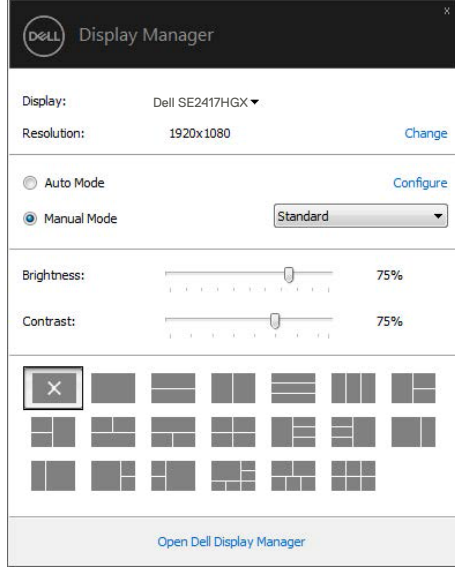 x
DELL Display Manager
Display: Dell SE2417HGX
Resolution: 1920x1080 Change
Auto Mode Configure
Manual Mode Standard
Brightness: 75%
Contrast: 75%
Open Dell Display Manager